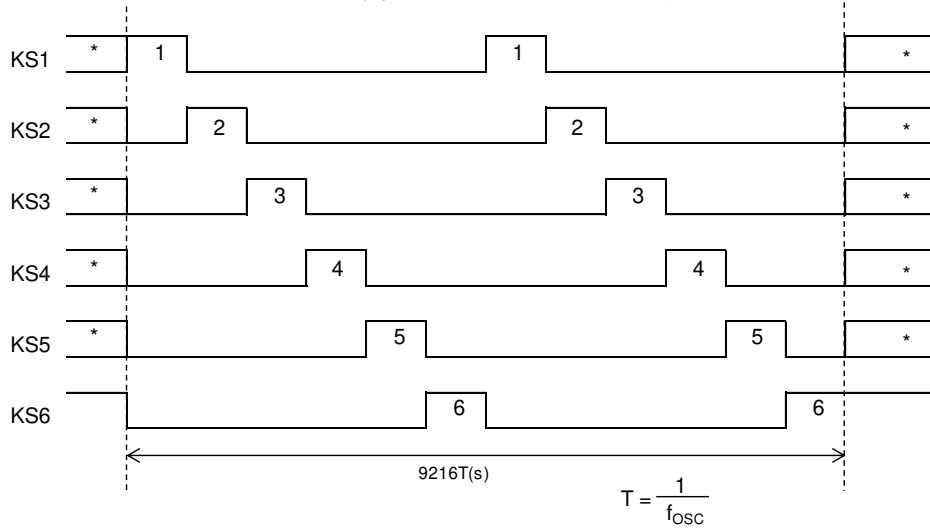 KS1 * 1 1 *
KS2 * 2 2 *
KS3 * 3 3 *
KS4 * 4 4 *
KS5 * 5 5 *
KS6 6 6
9216T(s)
T = 1 / fOSC